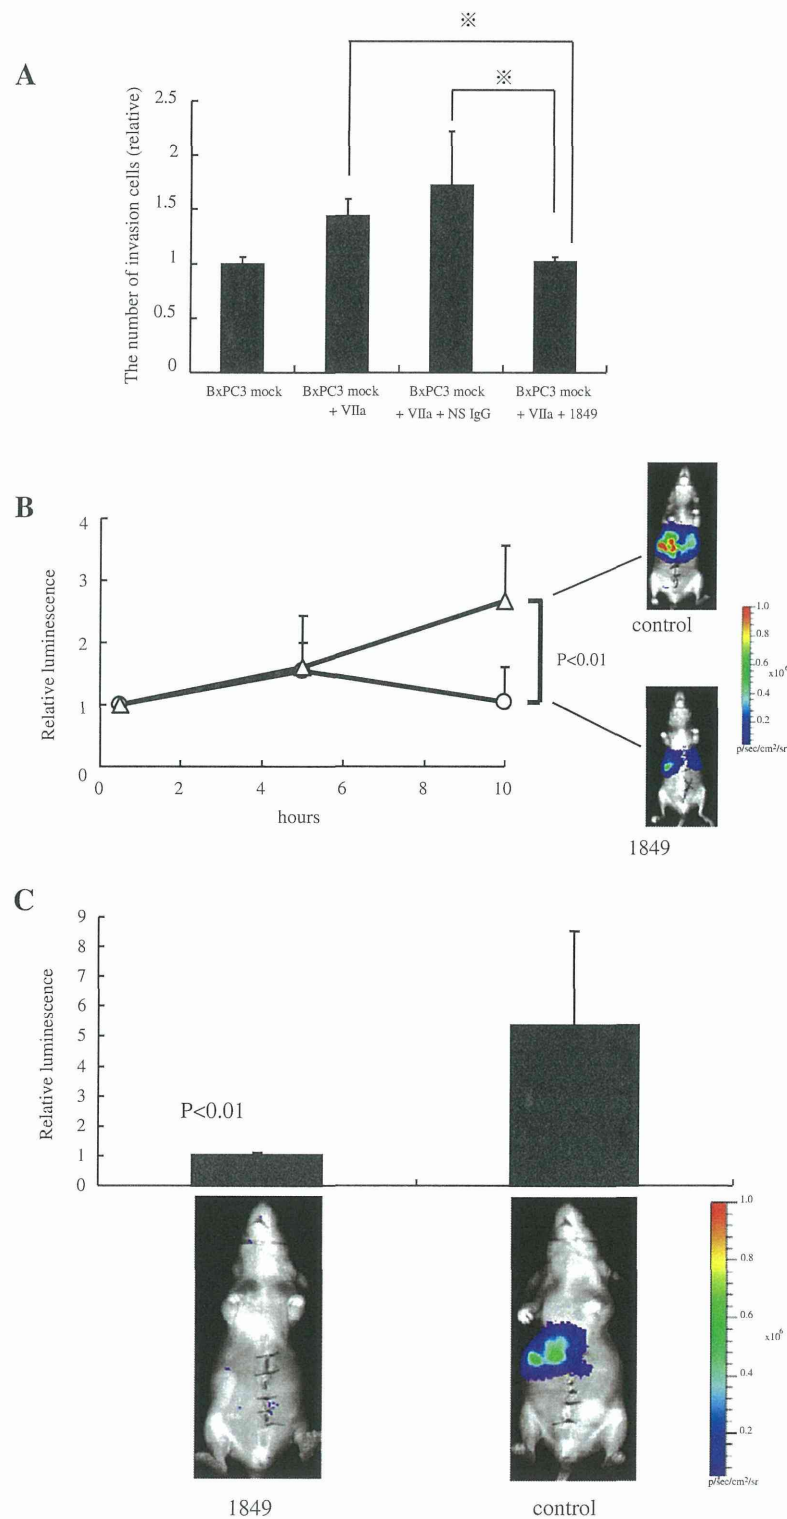 A
※
※
The number of invasion cells (relative)
2.5
2
1.5
1
0.5
0
BxPC3 mock
BxPC3 mock
+ VIIa
BxPC3 mock
+ VIIa + NS IgG
BxPC3 mock
+ VIIa + 1849
B
Relative luminescence
4
3
2
1
0
0 2 4 6 8 10
hours
P<0.01
control
1849
1.0
0.8
0.6
x10⁶
0.4
0.2
p/sec/cm²/sr
C
Relative luminescence
9
8
7
6
5
4
3
2
1
0
P<0.01
1.0
0.8
0.6
x10⁶
0.4
0.2
p/sec/cm²/sr
1849
control